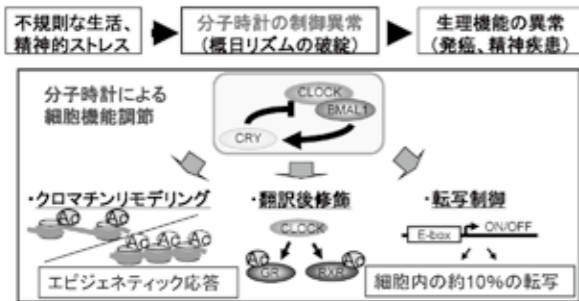 不規則な生活、
精神的ストレス
分子時計の制御異常
(概日リズムの破綻)
生理機能の異常
(発癌、精神疾患)
分子時計による
細胞機能調節
CLOCK
BMAL1
CRY
・クロマチンリモデリング
Ac
Ac
Ac
Ac
Ac
エピジェネティック応答
・翻訳後修飾
CLOCK
Ac
GR
Ac
RXR
・転写制御
E-box
ON/OFF
細胞内の約10%の転写